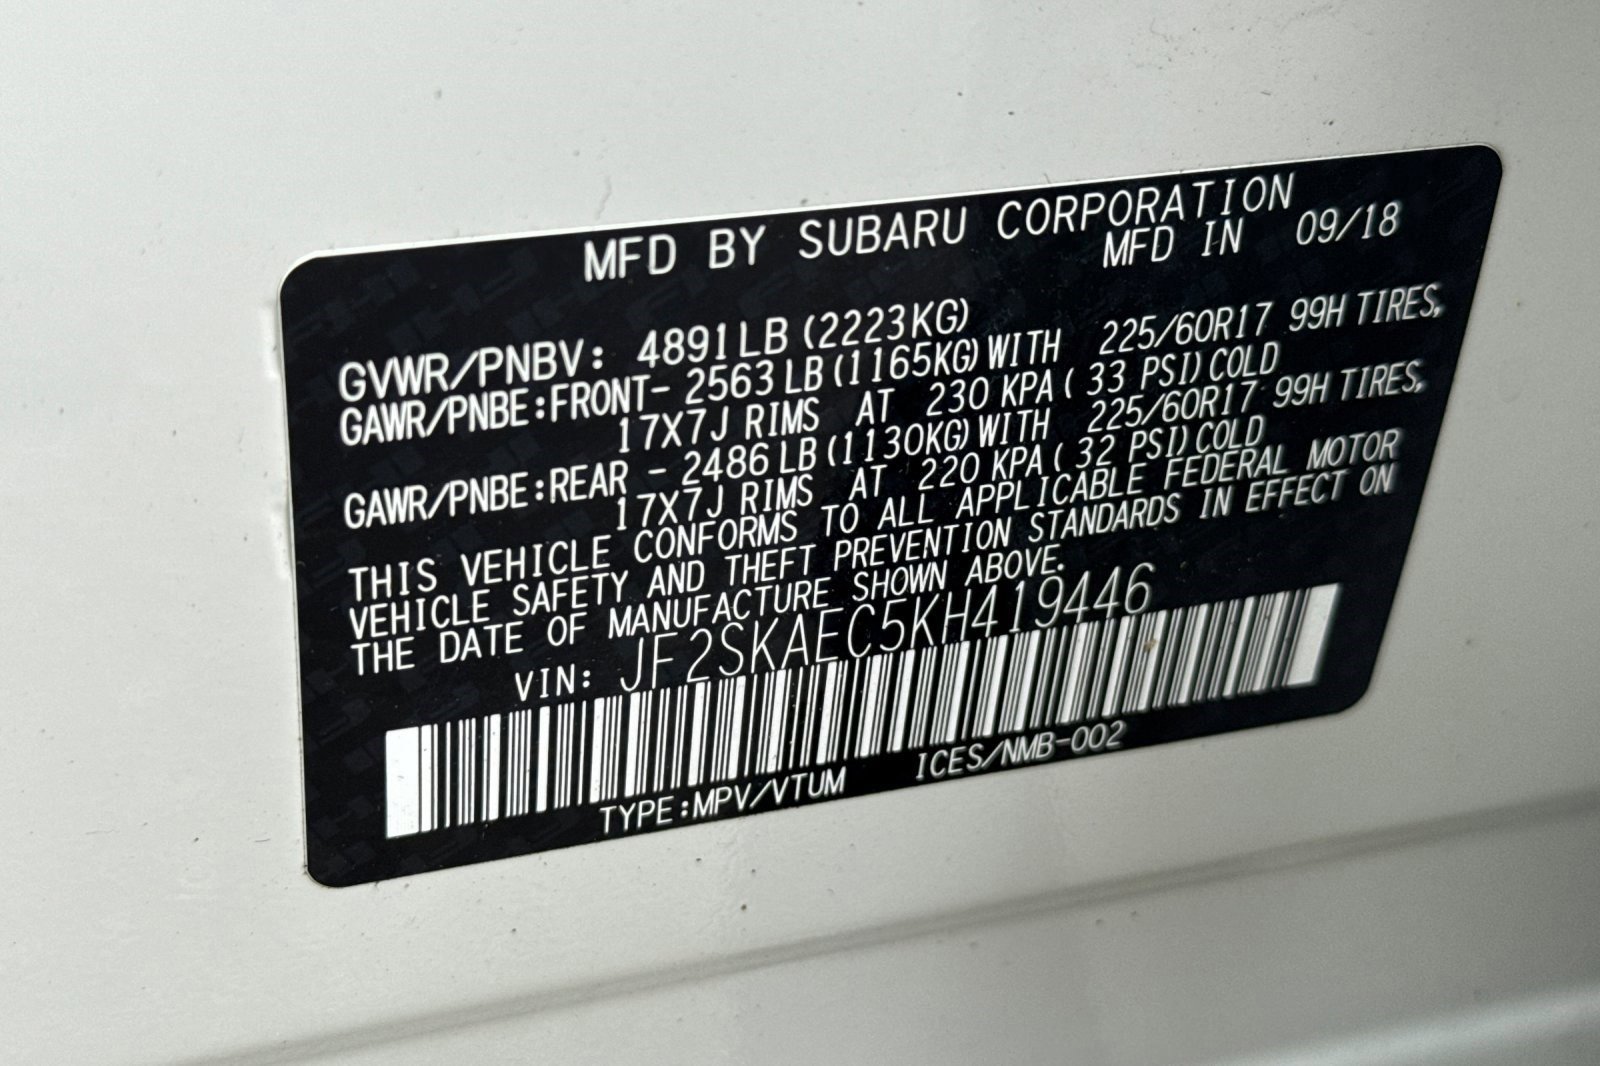 MFD BY SUBARU CORPORATION
MFD IN 09/18
GVWR/PNBV: 4891LB (2223KG)
GAWR/PNBE:FRONT- 2563LB (1165KG) WITH 225/60R17 99H TIRES,
17X7J RIMS AT 230 KPA ( 33 PSI) COLD
GAWR/PNBE:REAR - 2486LB (1130KG) WITH 225/60R17 99H TIRES,
17X7J RIMS AT 220 KPA ( 32 PSI) COLD
THIS VEHICLE CONFORMS TO ALL APPLICABLE FEDERAL MOTOR
VEHICLE SAFETY AND THEFT PREVENTION STANDARDS IN EFFECT ON
THE DATE OF MANUFACTURE SHOWN ABOVE.
VIN: JF2SKAEC5KH419446
TYPE:MPV/VTUM ICES/NMB-002